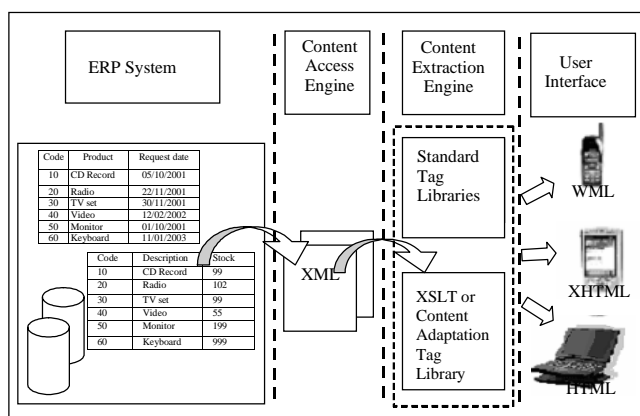 ERP System
Content
Access
Engine
Content
Extraction
Engine
User
Interface
Code Product Request date
10 CD Record 05/10/2001
20 Radio 22/11/2001
30 TV set 30/11/2001
40 Video 12/02/2002
50 Monitor 01/10/2001
60 Keyboard 11/01/2003
Code Description Stock
10 CD Record 99
20 Radio 102
30 TV set 99
40 Video 55
50 Monitor 199
60 Keyboard 999
XML
Standard
Tag
Libraries
XSLT or
Content
Adaptation
Tag
Library
WML
XHTML
HTML